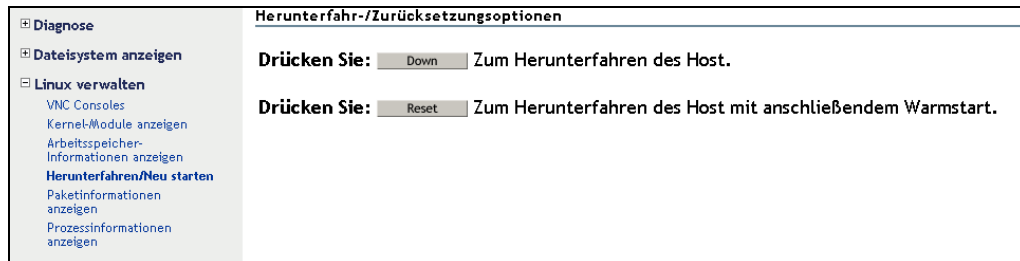 Diagnose
Dateisystem anzeigen
Linux verwalten
VNC Consoles
Kernel-Module anzeigen
Arbeitsspeicher-
Informationen anzeigen
Herunterfahren/Neu starten
Paketinformationen
anzeigen
Prozessinformationen
anzeigen
Herunterfahr-/Zurücksetzungsoptionen
Drücken Sie: Down Zum Herunterfahren des Host.
Drücken Sie: Reset Zum Herunterfahren des Host mit anschließendem Warmstart.